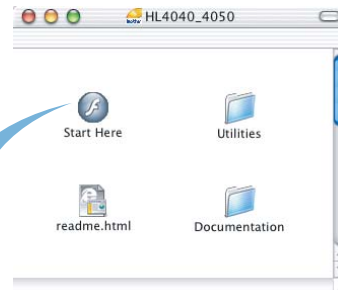 HL4040_4050
Start Here
Utilities
readme.html
Documentation